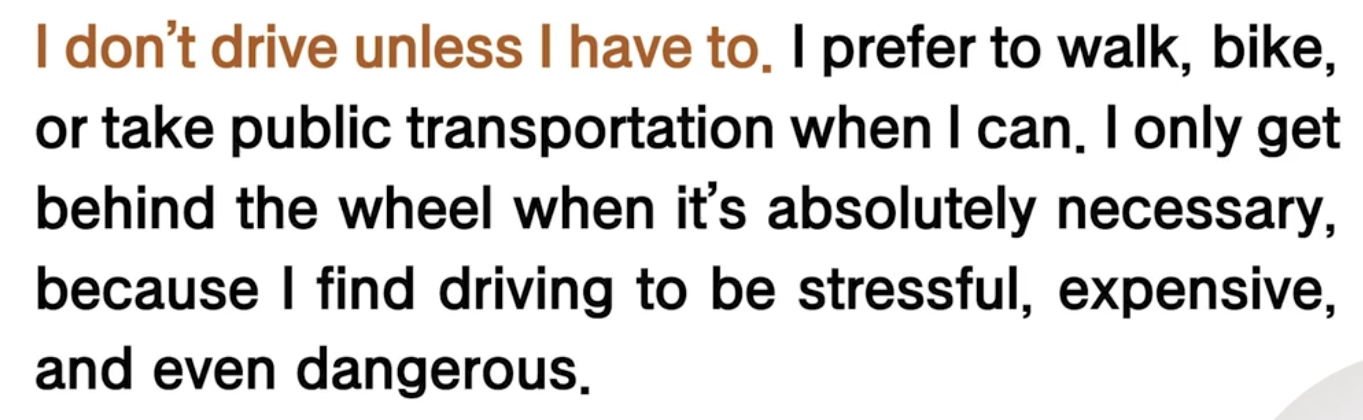 I don’t drive unless I have to. I prefer to walk, bike,
or take public transportation when I can. I only get
behind the wheel when it’s absolutely necessary,
because I find driving to be stressful, expensive,
and even dangerous.